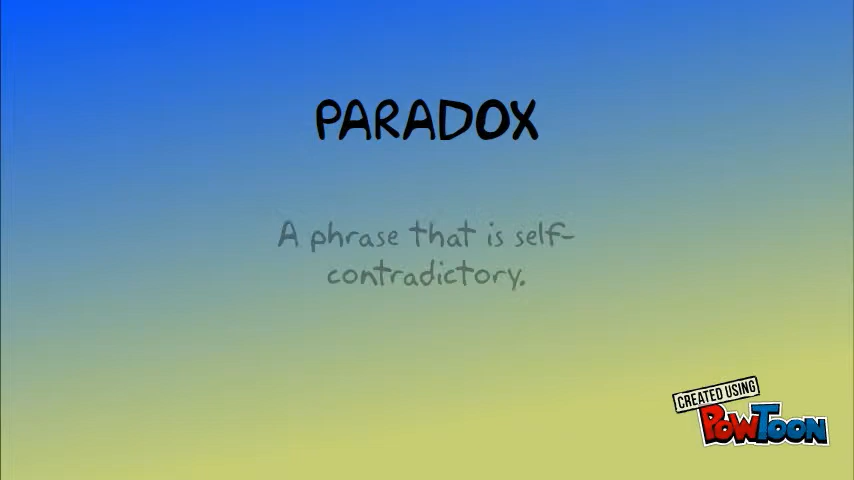 PARADOX
A phrase that is self-
contradictory.
CREATED USING
POWTOON